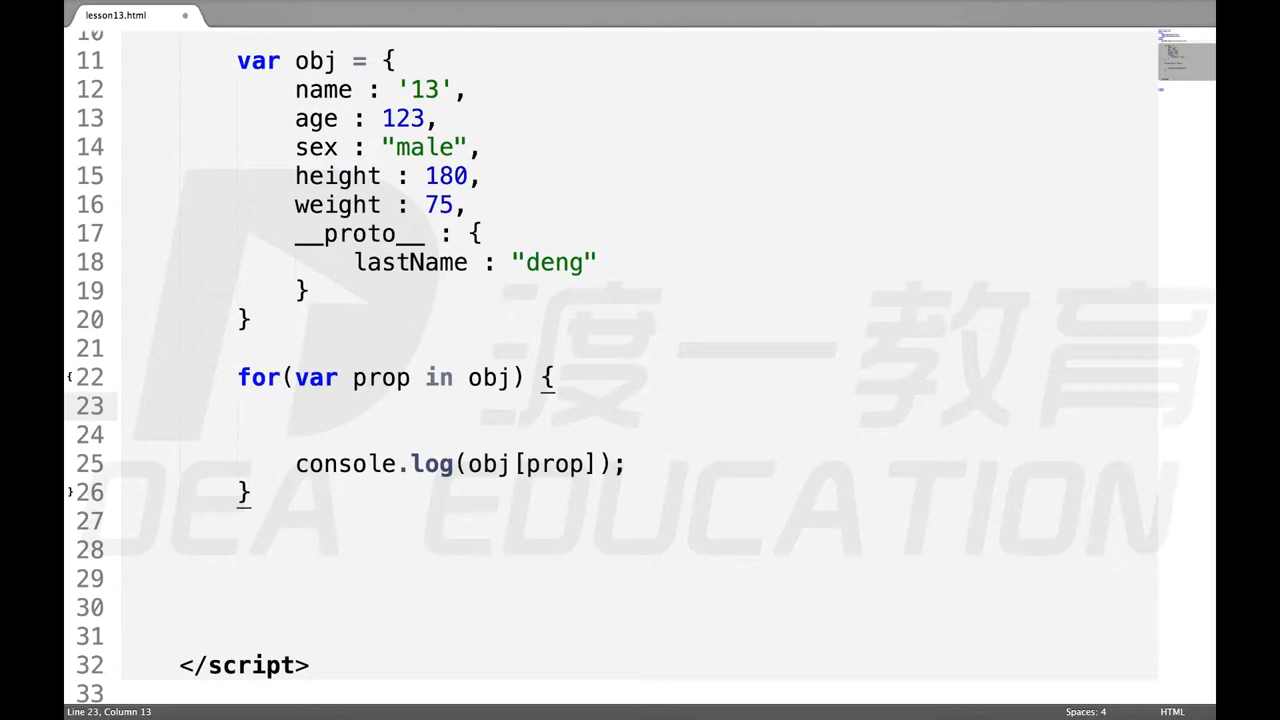 lesson13.html
10
11 var obj = {
12 name : '13',
13 age : 123,
14 sex : "male",
15 height : 180,
16 weight : 75,
17 __proto__ : {
18 lastName : "deng"
19 }
20 }
21
{22 for(var prop in obj) {
23
24
25 console.log(obj[prop]);
}26 }
27
28
29
30
31
32 </script>
33
渡一教育
IDEA EDUCATION
Line 23, Column 13 Spaces: 4 HTML